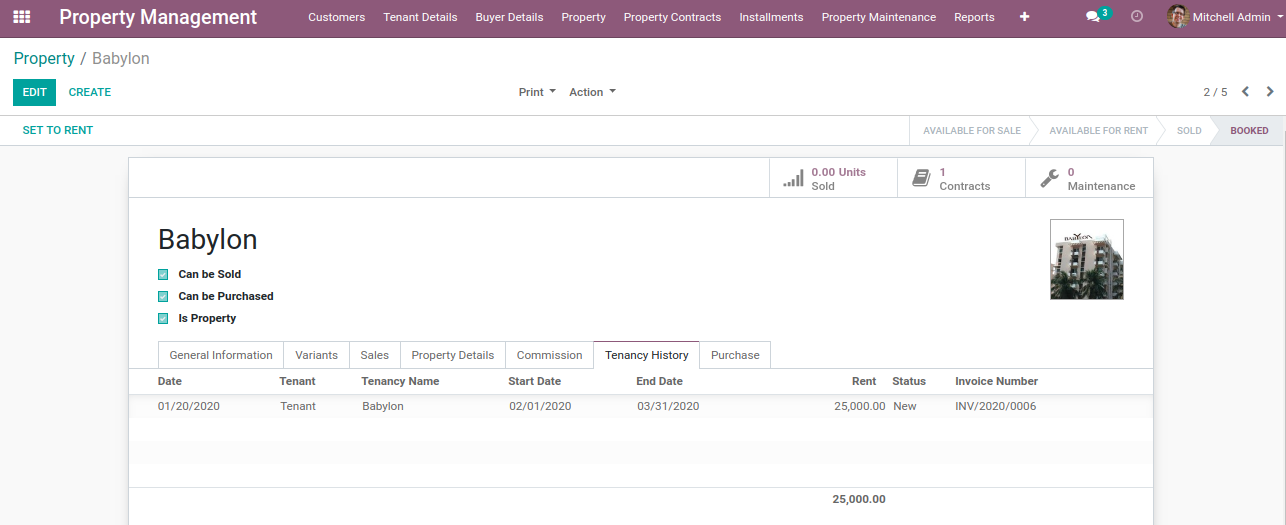 Property Management Customers Tenant Details Buyer Details Property Property Contracts Installments Property Maintenance Reports 3 Mitchell Admin
Property / Babylon
EDIT CREATE Print Action 2 / 5
SET TO RENT AVAILABLE FOR SALE AVAILABLE FOR RENT SOLD BOOKED
0.00 Units 1 0
Sold Contracts Maintenance
Babylon
BABYLON
Can be Sold
Can be Purchased
Is Property
General Information Variants Sales Property Details Commission Tenancy History Purchase
Date Tenant Tenancy Name Start Date End Date Rent Status Invoice Number
01/20/2020 Tenant Babylon 02/01/2020 03/31/2020 25,000.00 New INV/2020/0006
25,000.00